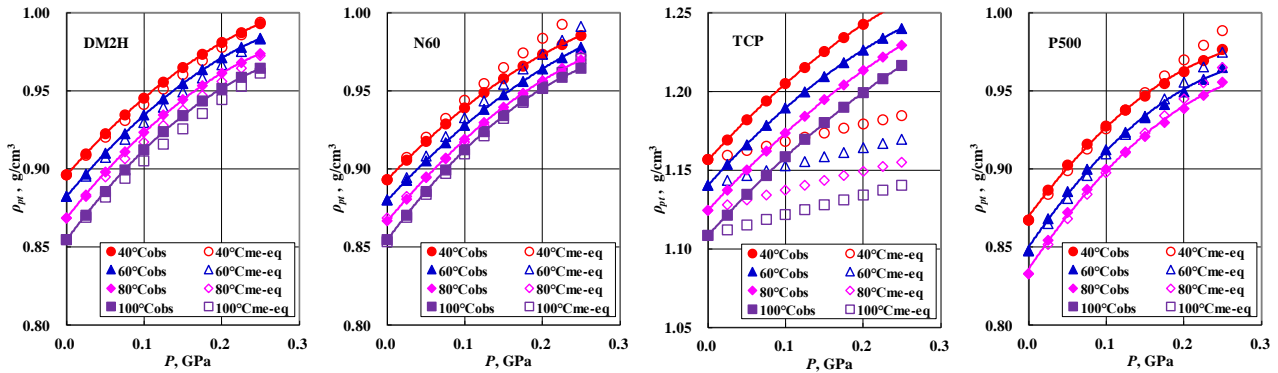 1.00
0.95
0.90
0.85
0.80
ρpt , g/cm3
DM2H
40°Cobs 40°Cme-eq
60°Cobs 60°Cme-eq
80°Cobs 80°Cme-eq
100°Cobs 100°Cme-eq
0.0 0.1 0.2 0.3
P, GPa
1.00
0.95
0.90
0.85
0.80
ρpt , g/cm3
N60
40°Cobs 40°Cme-eq
60°Cobs 60°Cme-eq
80°Cobs 80°Cme-eq
100°Cobs 100°Cme-eq
0.0 0.1 0.2 0.3
P, GPa
1.25
1.20
1.15
1.10
1.05
ρpt , g/cm3
TCP
40°Cobs 40°Cme-eq
60°Cobs 60°Cme-eq
80°Cobs 80°Cme-eq
100°Cobs 100°Cme-eq
0.0 0.1 0.2 0.3
P, GPa
1.00
0.95
0.90
0.85
0.80
ρpt , g/cm3
P500
40°Cobs 40°Cme-eq
60°Cobs 60°Cme-eq
80°Cobs 80°Cme-eq
100°Cobs 100°Cme-eq
0.0 0.1 0.2 0.3
P, GPa